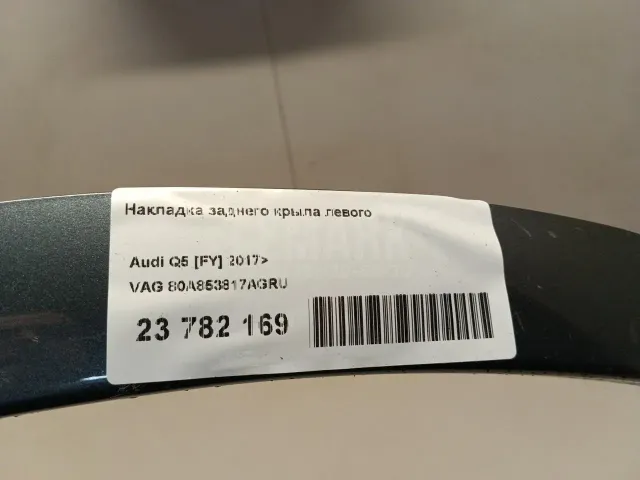 Накладка заднего крыла левого
Audi Q5 [FY] 2017>
VAG 80A853817AGRU
23 782 169